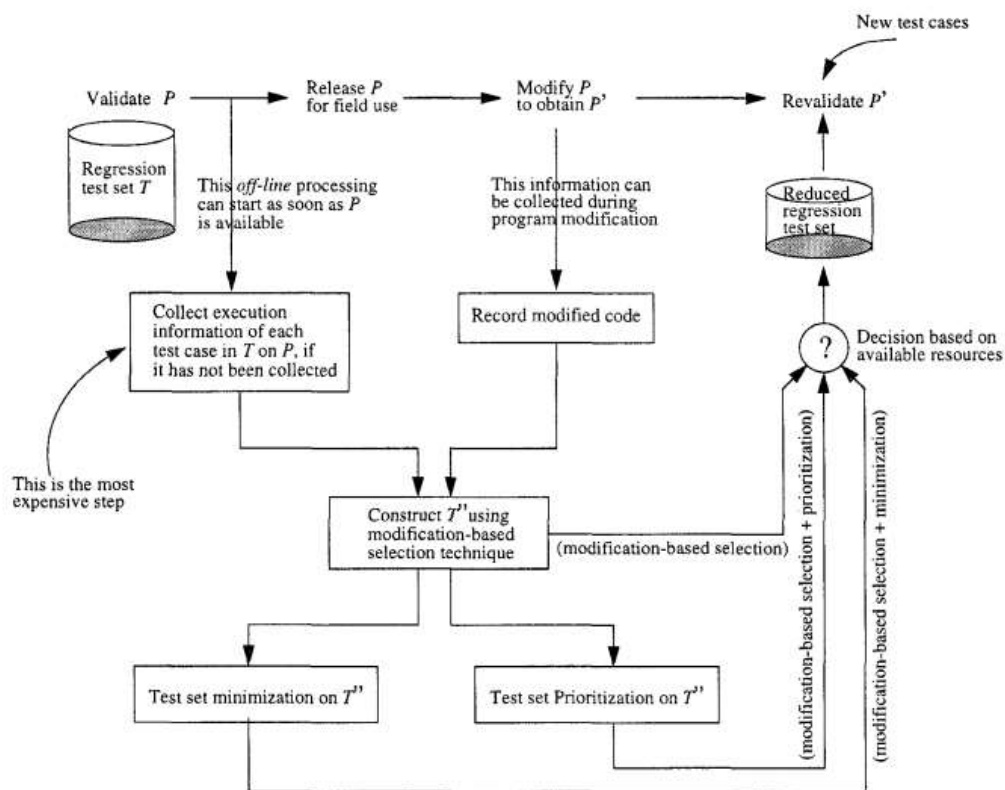 New test cases
Validate P
Release P
for field use
Modify P
to obtain P'
Revalidate P'
Regression
test set T
This off-line processing
can start as soon as P
is available
This information can
be collected during
program modification
Reduced
regression
test set
Collect execution
information of each
test case in T on P, if
it has not been collected
Record modified code
?
Decision based on
available resources
This is the most
expensive step
Construct T" using
modification-based
selection technique
(modification-based selection)
(modification-based selection + prioritization)
(modification-based selection + minimization)
Test set minimization on T"
Test set Prioritization on T"